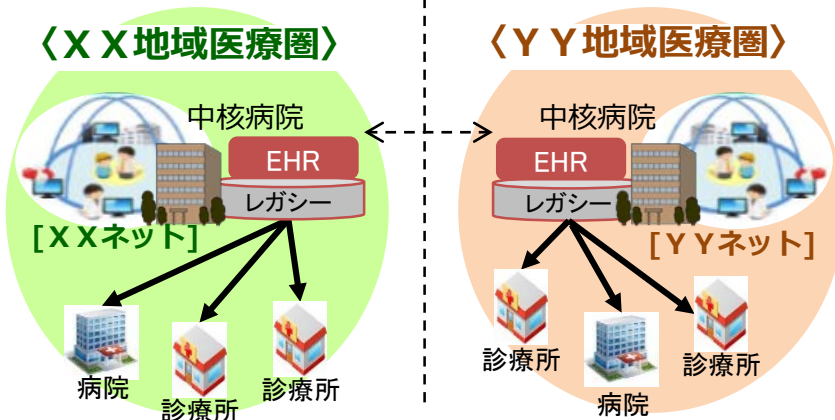 〈ＸＸ地域医療圏〉
中核病院
EHR
レガシー
[ＸＸネット]
病院
診療所
診療所
〈ＹＹ地域医療圏〉
中核病院
EHR
レガシー
[ＹＹネット]
診療所
病院
診療所